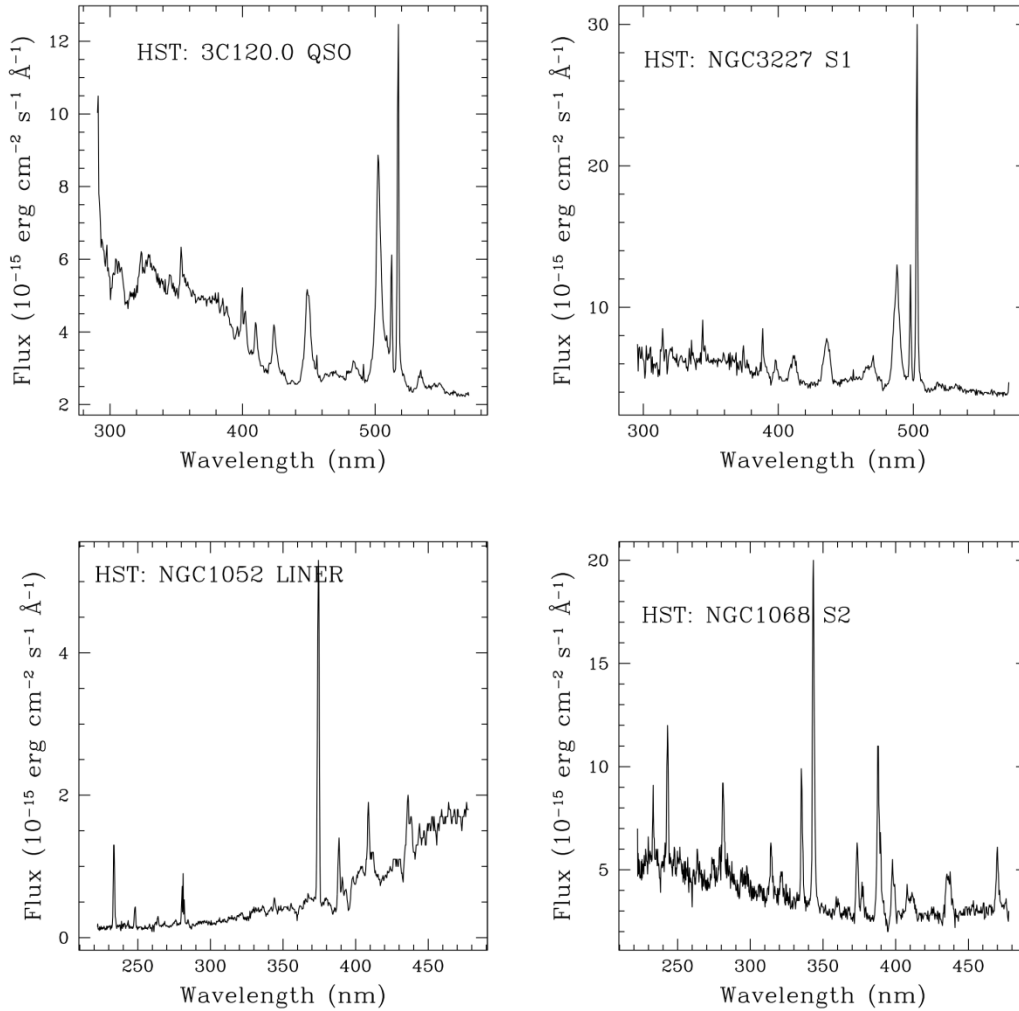 HST: 3C120.0 QSO
12
10
8
6
4
2
Flux (10⁻¹⁵ erg cm⁻² s⁻¹ Å⁻¹)
300 400 500
Wavelength (nm)
HST: NGC3227 S1
30
20
10
Flux (10⁻¹⁵ erg cm⁻² s⁻¹ Å⁻¹)
300 400 500
Wavelength (nm)
HST: NGC1052 LINER
4
2
0
Flux (10⁻¹⁵ erg cm⁻² s⁻¹ Å⁻¹)
250 300 350 400 450
Wavelength (nm)
HST: NGC1068 S2
20
15
10
5
Flux (10⁻¹⁵ erg cm⁻² s⁻¹ Å⁻¹)
250 300 350 400 450
Wavelength (nm)